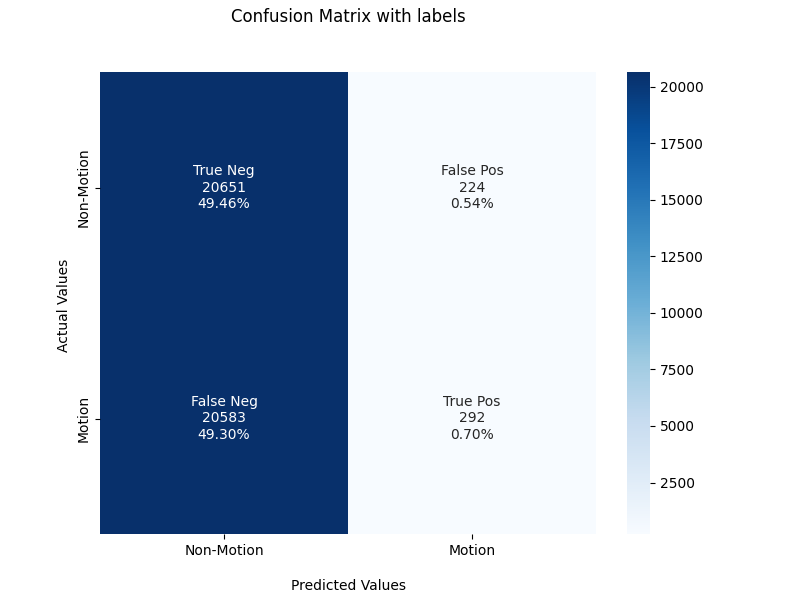 Confusion Matrix with labels
True Neg
20651
49.46%
False Pos
224
0.54%
False Neg
20583
49.30%
True Pos
292
0.70%
Non-Motion
Motion
Actual Values
Non-Motion
Motion
Predicted Values
20000
17500
15000
12500
10000
7500
5000
2500